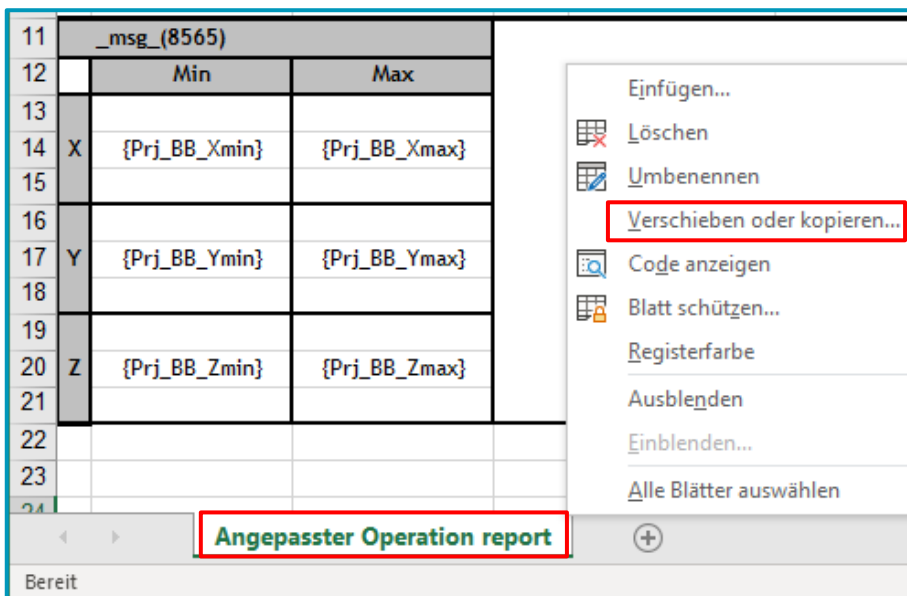 11 _msg_(8565)
12 Min Max
13
14 X {Prj_BB_Xmin} {Prj_BB_Xmax}
15
16
17 Y {Prj_BB_Ymin} {Prj_BB_Ymax}
18
19
20 Z {Prj_BB_Zmin} {Prj_BB_Zmax}
21
22
23
24
Einfügen...
Löschen
Umbenennen
Verschieben oder kopieren...
Code anzeigen
Blatt schützen...
Registerfarbe
Ausblenden
Einblenden...
Alle Blätter auswählen
Angepasster Operation report
Bereit